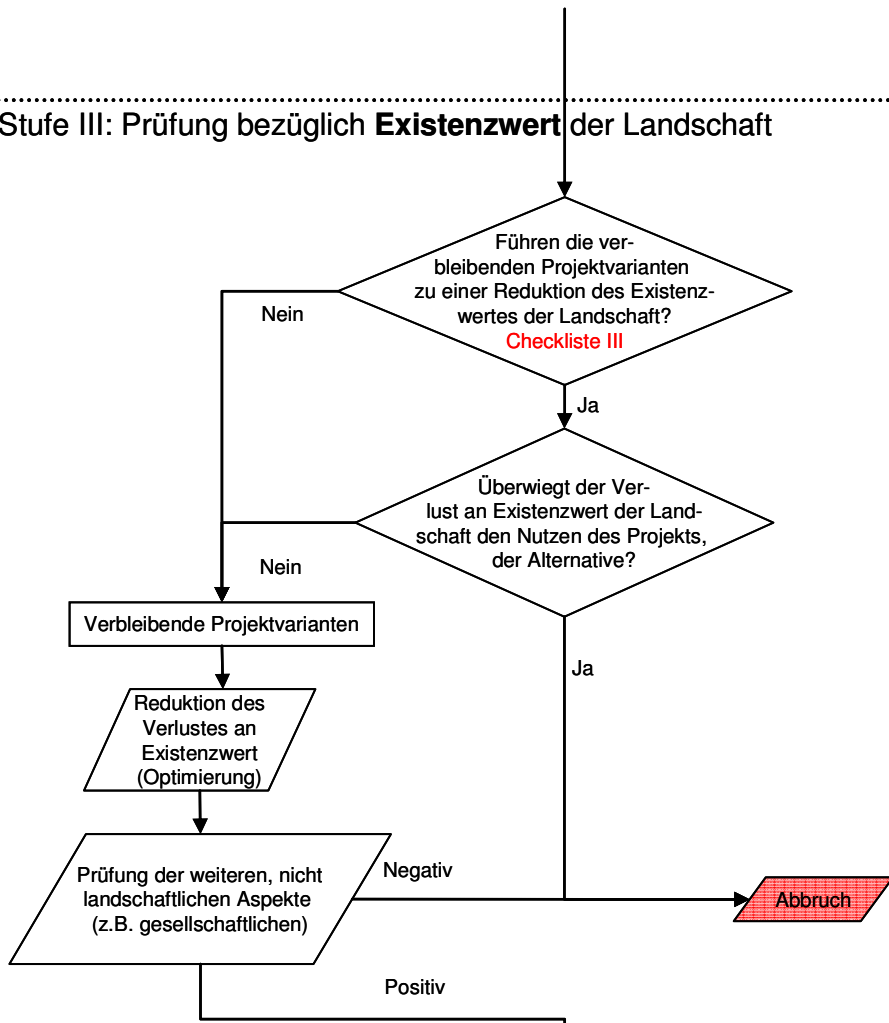 Stufe III: Prüfung bezüglich Existenzwert der Landschaft
Führen die ver-
bleibenden Projektvarianten
zu einer Reduktion des Existenz-
wertes der Landschaft?
Checkliste III
Nein
Ja
Überwiegt der Ver-
lust an Existenzwert der Land-
schaft den Nutzen des Projekts,
der Alternative?
Nein
Ja
Verbleibende Projektvarianten
Reduktion des
Verlustes an
Existenzwert
(Optimierung)
Prüfung der weiteren, nicht
landschaftlichen Aspekte
(z.B. gesellschaftlichen)
Negativ
Abbruch
Positiv